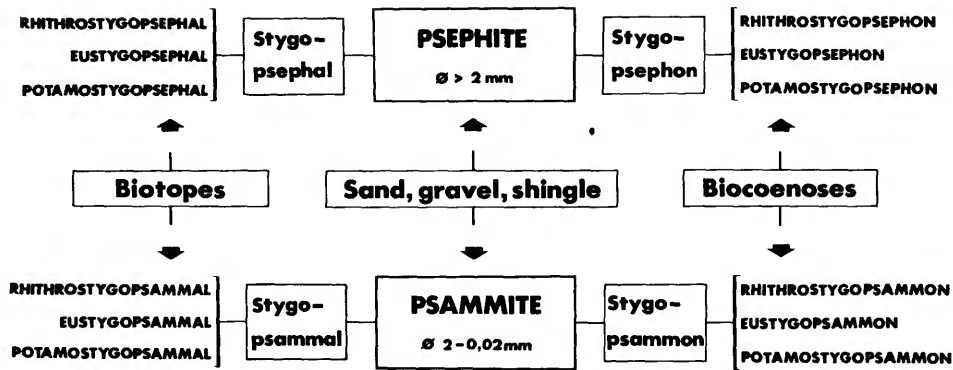 RHITHROSTYGOPSEPHAL
EUSTYGOPSEPHAL
POTAMOSTYGOPSEPHAL
Stygo-
psephal
PSEPHITE
Ø > 2 mm
Stygo-
psephon
RHITHROSTYGOPSEPHON
EUSTYGOPSEPHON
POTAMOSTYGOPSEPHON
Biotopes
Sand, gravel, shingle
Biocoenoses
RHITHROSTYGOPSAMMAL
EUSTYGOPSAMMAL
POTAMOSTYGOPSAMMAL
Stygo-
psammal
PSAMMITE
Ø 2-0,02mm
Stygo-
psammon
RHITHROSTYGOPSAMMON
EUSTYGOPSAMMON
POTAMOSTYGOPSAMMON